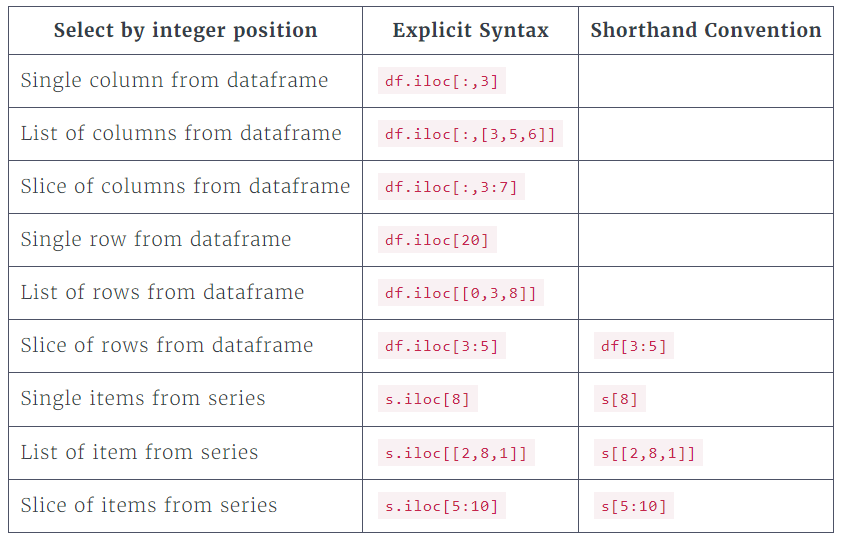 Select by integer position Explicit Syntax Shorthand Convention
Single column from dataframe df.iloc[:,3]
List of columns from dataframe df.iloc[:,[3,5,6]]
Slice of columns from dataframe df.iloc[:,3:7]
Single row from dataframe df.iloc[20]
List of rows from dataframe df.iloc[[0,3,8]]
Slice of rows from dataframe df.iloc[3:5] df[3:5]
Single items from series s.iloc[8] s[8]
List of item from series s.iloc[[2,8,1]] s[[2,8,1]]
Slice of items from series s.iloc[5:10] s[5:10]